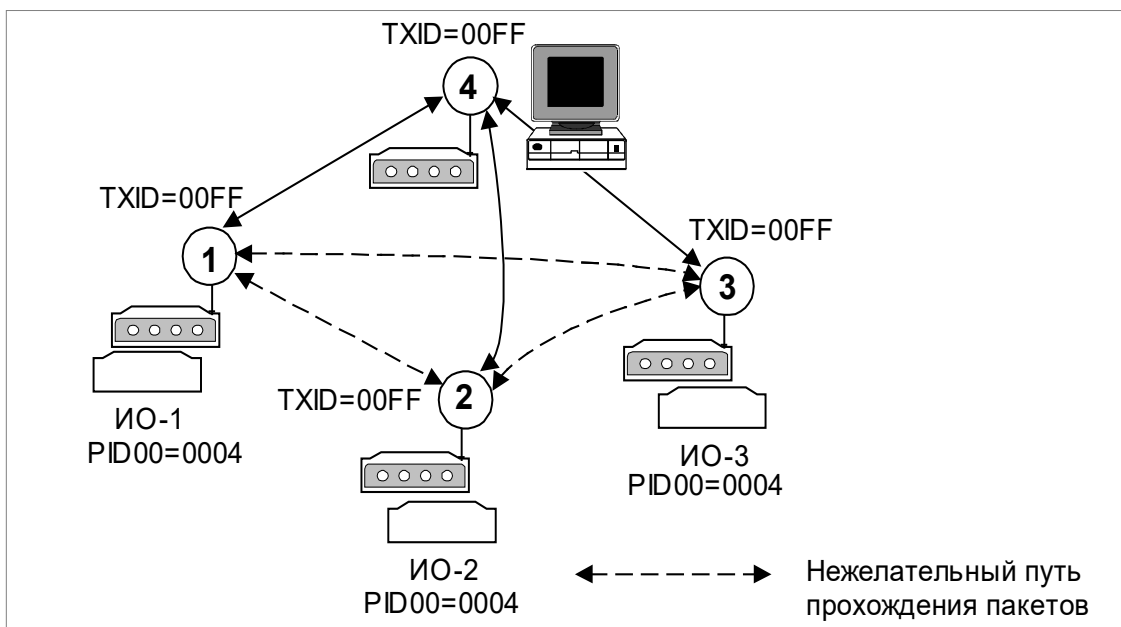 TXID=00FF
4
TXID=00FF
1
TXID=00FF
3
TXID=00FF
2
ИО-1
PID00=0004
ИО-3
PID00=0004
ИО-2
PID00=0004
Нежелательный путь
прохождения пакетов